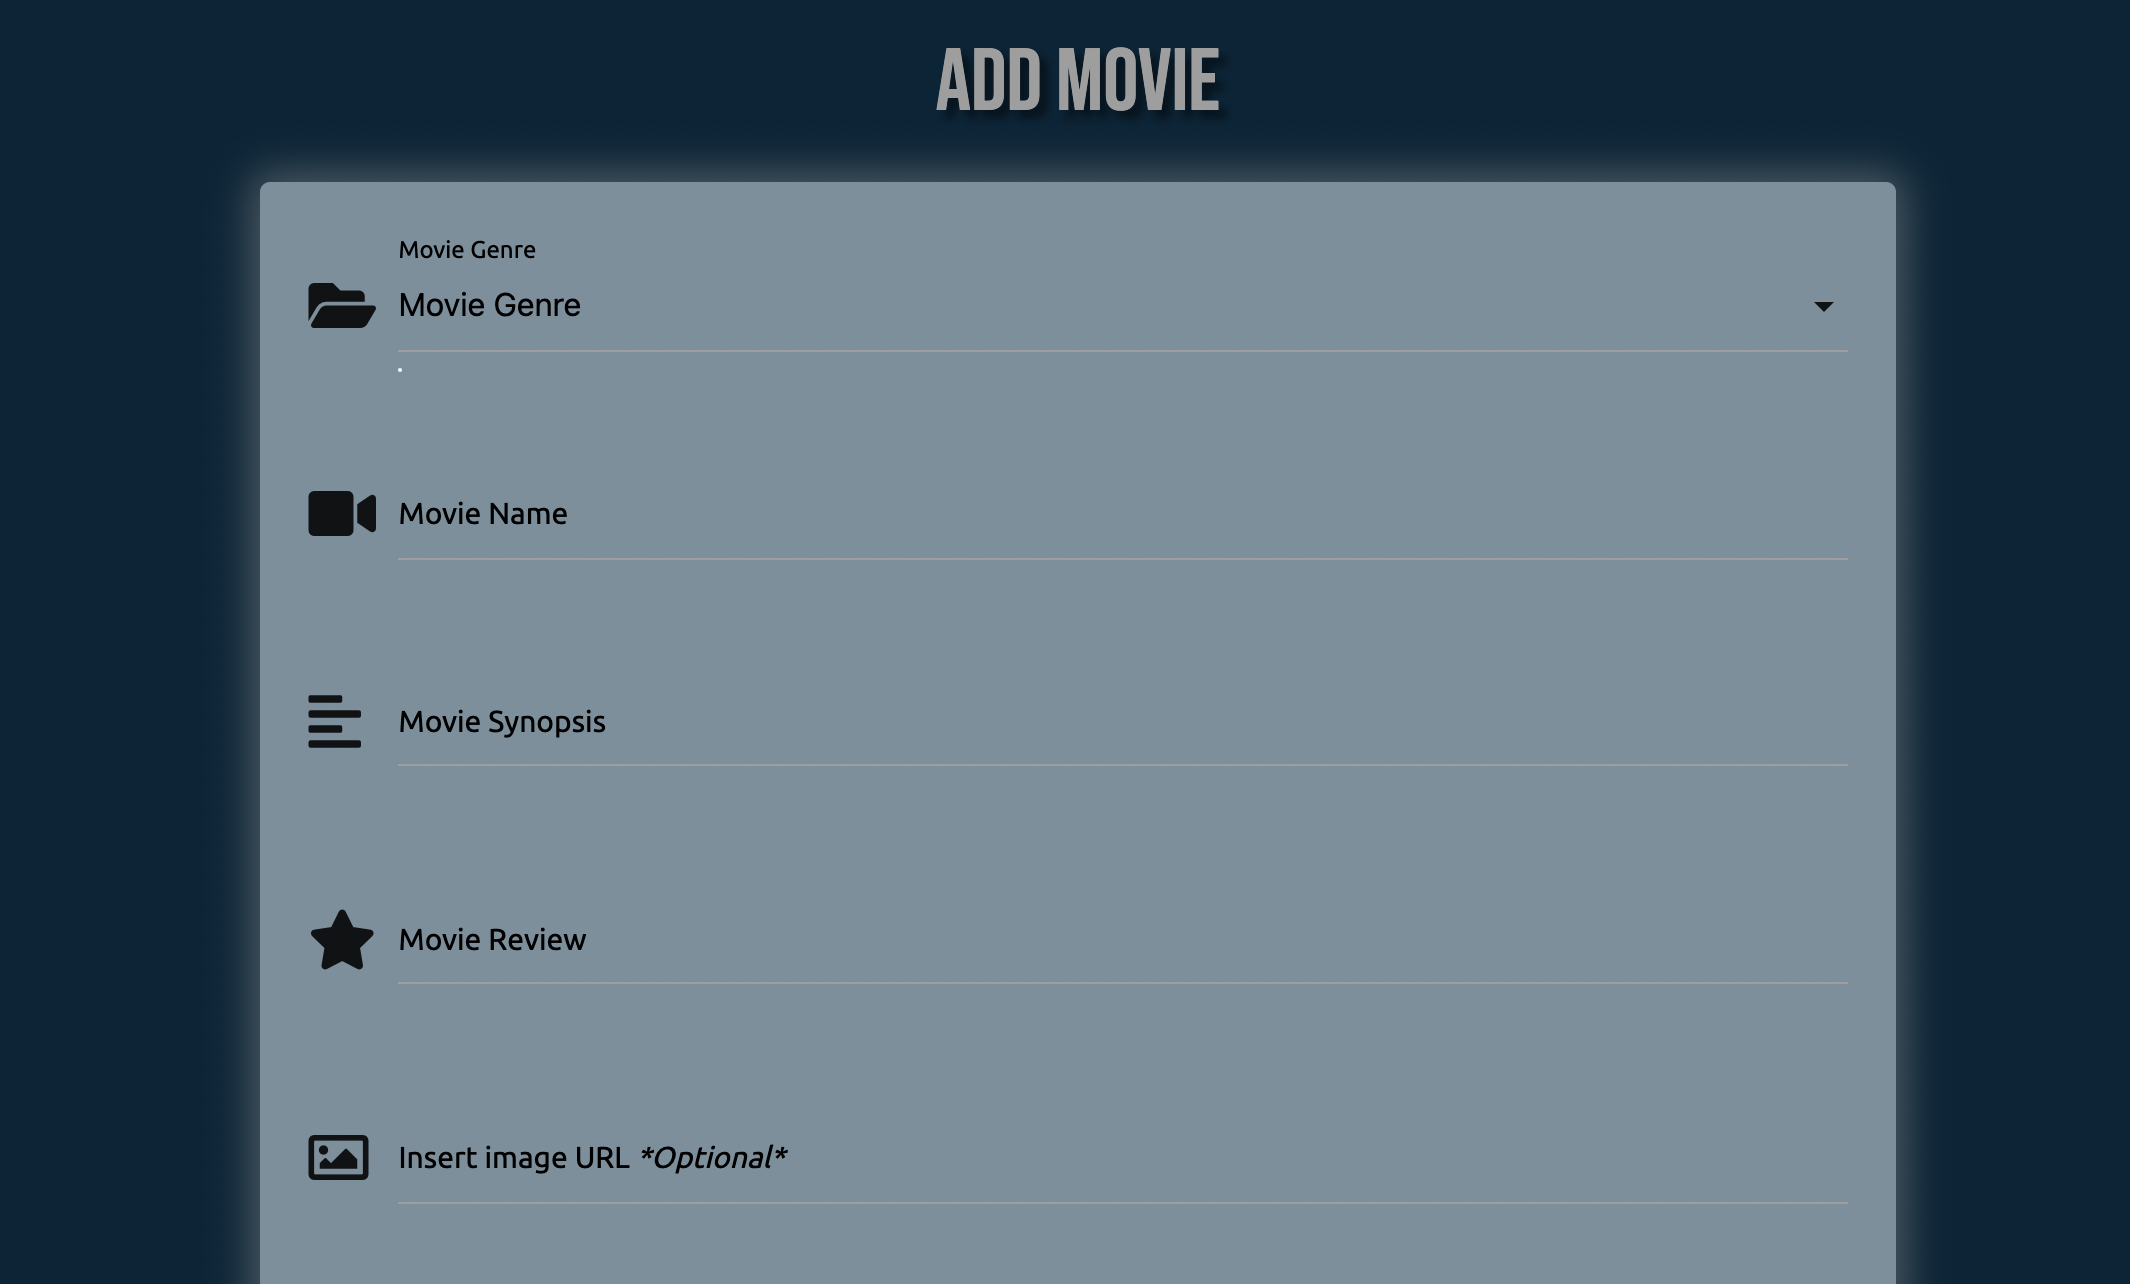 ADD MOVIE
Movie Genre
Movie Genre
Movie Name
Movie Synopsis
Movie Review
Insert image URL *Optional*